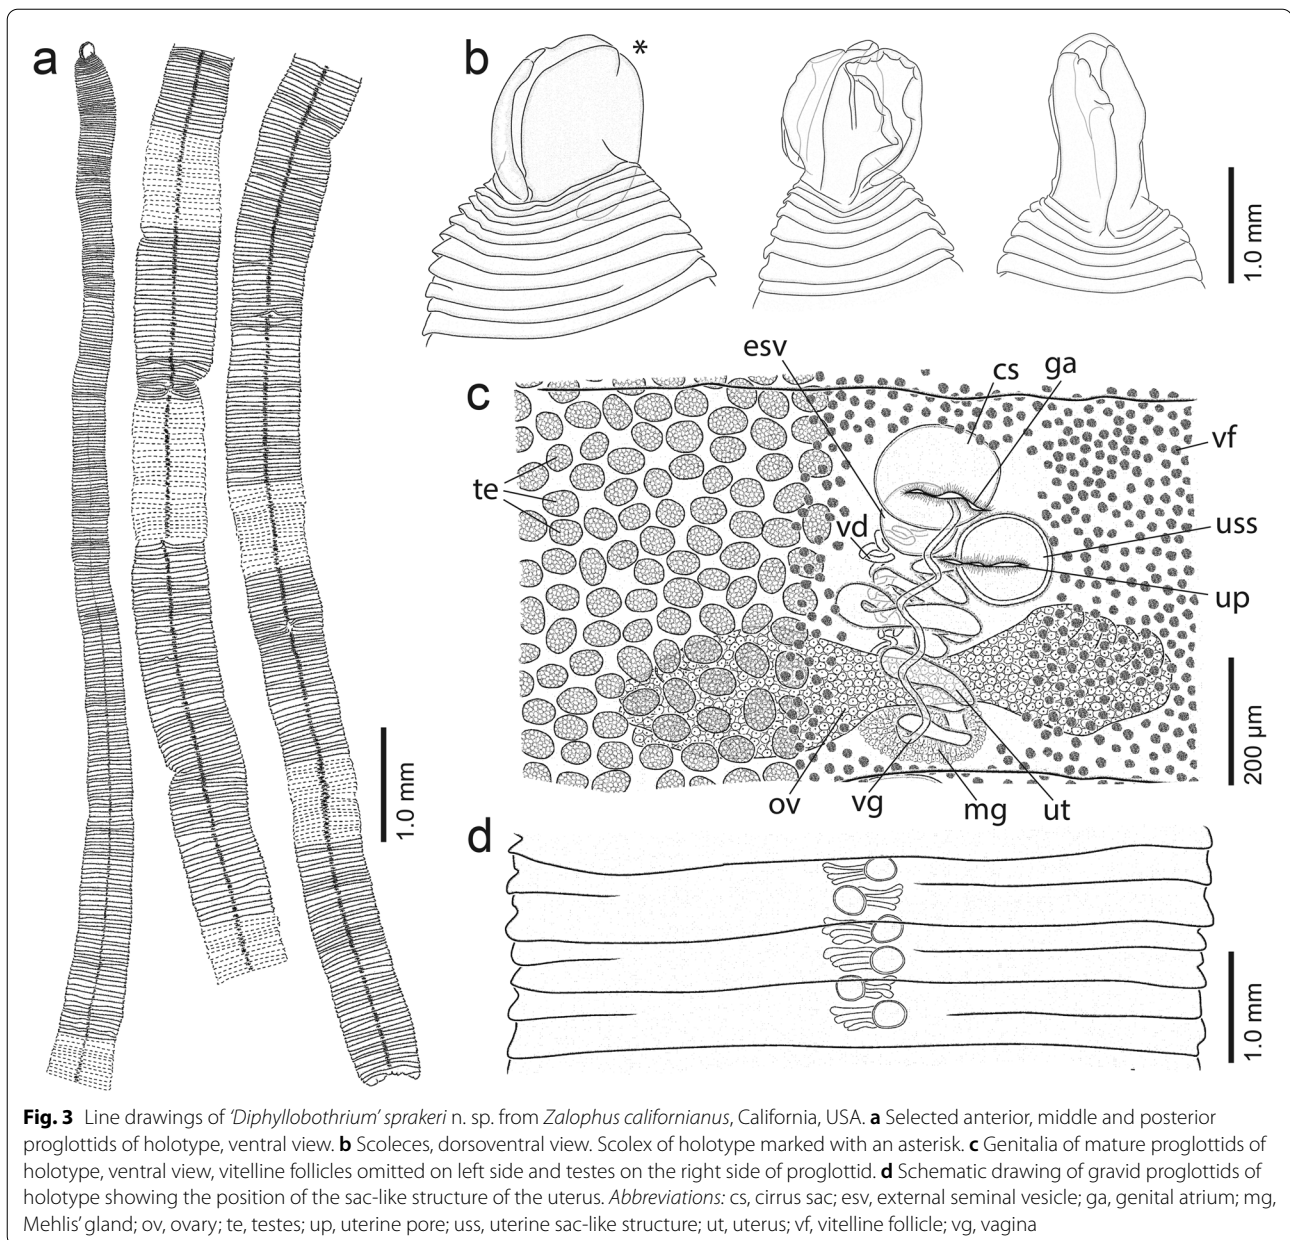 a
b
*
1.0 mm
esv
cs
ga
c
vf
te
vd
uss
up
1.0 mm
200 µm
ov
vg
mg
ut
d
1.0 mm
Fig. 3 Line drawings of 'Diphyllobothrium' sprakeri n. sp. from Zalophus californianus, California, USA. a Selected anterior, middle and posterior
proglottids of holotype, ventral view. b Scoleces, dorsoventral view. Scolex of holotype marked with an asterisk. c Genitalia of mature proglottids of
holotype, ventral view, vitelline follicles omitted on left side and testes on the right side of proglottid. d Schematic drawing of gravid proglottids of
holotype showing the position of the sac-like structure of the uterus. Abbreviations: cs, cirrus sac; esv, external seminal vesicle; ga, genital atrium; mg,
Mehlis' gland; ov, ovary; te, testes; up, uterine pore; uss, uterine sac-like structure; ut, uterus; vf, vitelline follicle; vg, vagina